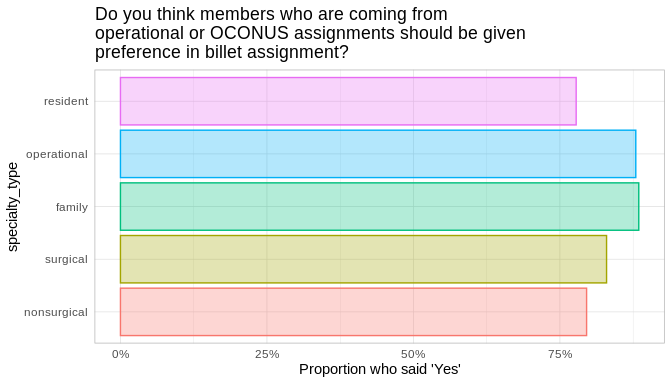 Do you think members who are coming from
operational or OCONUS assignments should be given
preference in billet assignment?
resident
operational
family
surgical
nonsurgical
specialty_type
0% 25% 50% 75%
Proportion who said 'Yes'